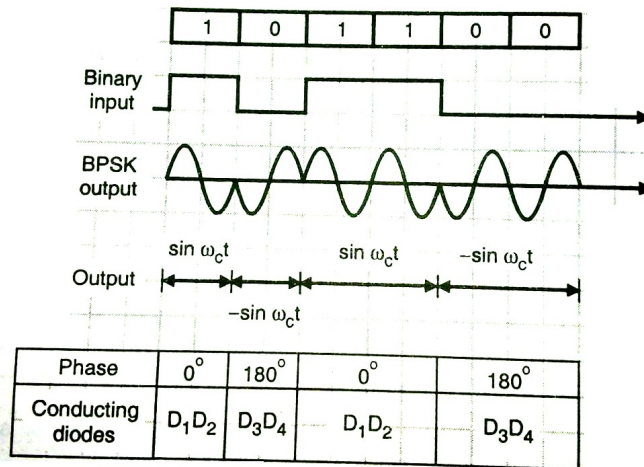 1 0 1 1 0 0
Binary
input
BPSK
output
sin ω_ct sin ω_ct −sin ω_ct
Output
−sin ω_ct
Phase 0° 180° 0° 180°
Conducting
diodes D₁D₂ D₃D₄ D₁D₂ D₃D₄